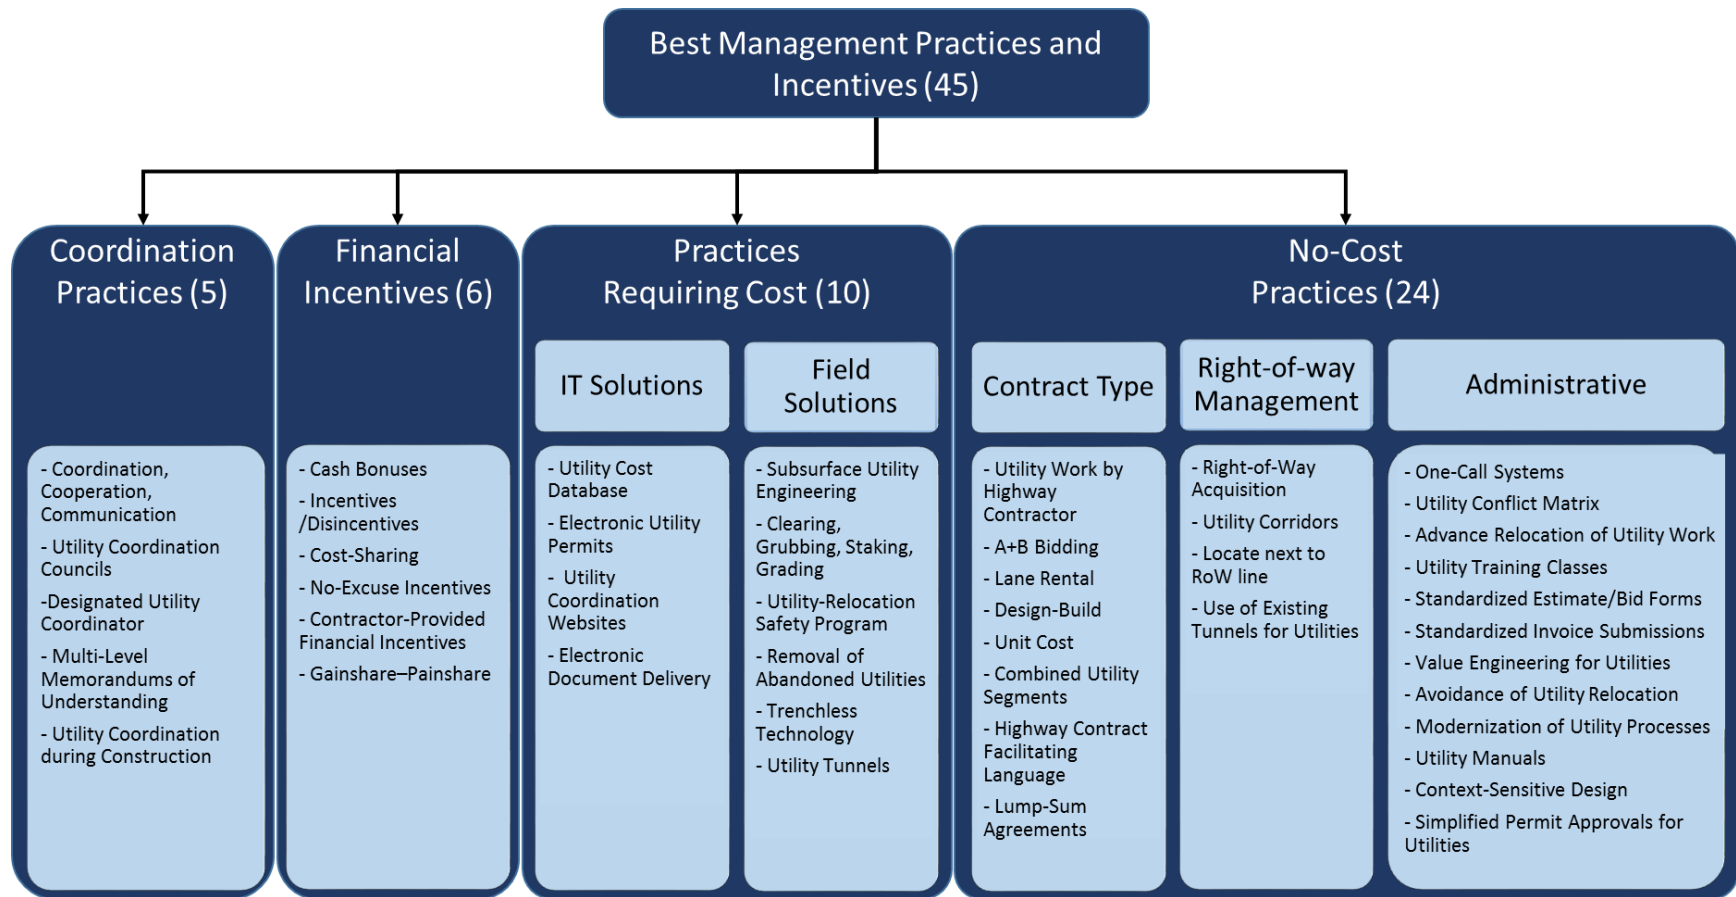 Best Management Practices and
Incentives (45)
Coordination
Practices (5)
- Coordination,
Cooperation,
Communication
- Utility Coordination
Councils
-Designated Utility
Coordinator
- Multi-Level
Memorandums of
Understanding
- Utility Coordination
during Construction
Financial
Incentives (6)
- Cash Bonuses
- Incentives
/Disincentives
- Cost-Sharing
- No-Excuse Incentives
- Contractor-Provided
Financial Incentives
- Gainshare–Painshare
Practices
Requiring Cost (10)
IT Solutions
- Utility Cost
Database
- Electronic Utility
Permits
- Utility
Coordination
Websites
- Electronic
Document Delivery
Field
Solutions
- Subsurface Utility
Engineering
- Clearing,
Grubbing, Staking,
Grading
- Utility-Relocation
Safety Program
- Removal of
Abandoned Utilities
- Trenchless
Technology
- Utility Tunnels
No-Cost
Practices (24)
Contract Type
- Utility Work by
Highway
Contractor
- A+B Bidding
- Lane Rental
- Design-Build
- Unit Cost
- Combined Utility
Segments
- Highway Contract
Facilitating
Language
- Lump-Sum
Agreements
Right-of-way
Management
- Right-of-Way
Acquisition
- Utility Corridors
- Locate next to
RoW line
- Use of Existing
Tunnels for Utilities
Administrative
- One-Call Systems
- Utility Conflict Matrix
- Advance Relocation of Utility Work
- Utility Training Classes
- Standardized Estimate/Bid Forms
- Standardized Invoice Submissions
- Value Engineering for Utilities
- Avoidance of Utility Relocation
- Modernization of Utility Processes
- Utility Manuals
- Context-Sensitive Design
- Simplified Permit Approvals for
Utilities